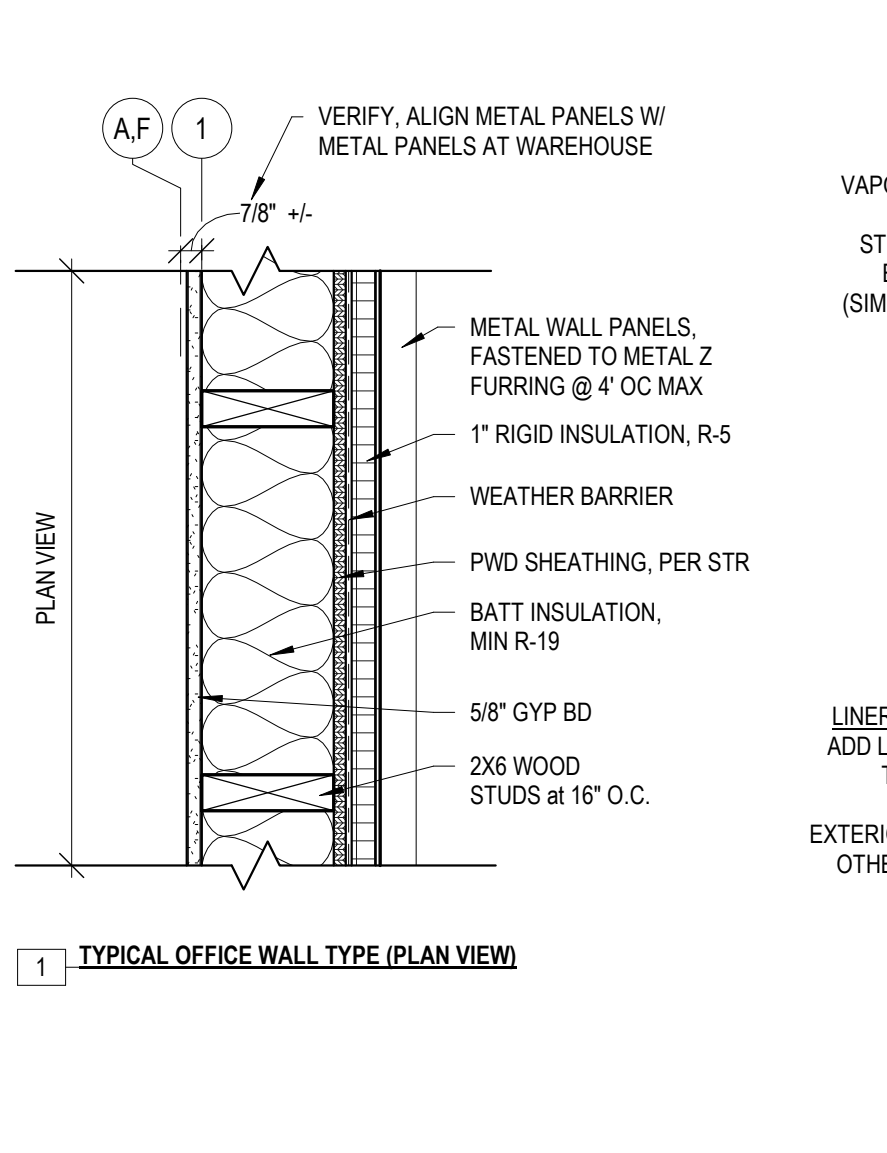 A,F
1
VERIFY, ALIGN METAL PANELS W/
METAL PANELS AT WAREHOUSE
7/8" +/-
METAL WALL PANELS,
FASTENED TO METAL Z
FURRING @ 4' OC MAX
1" RIGID INSULATION, R-5
WEATHER BARRIER
PWD SHEATHING, PER STR
BATT INSULATION,
MIN R-19
5/8" GYP BD
2X6 WOOD
STUDS at 16" O.C.
PLAN VIEW
1
TYPICAL OFFICE WALL TYPE (PLAN VIEW)
(SIM
ADD L